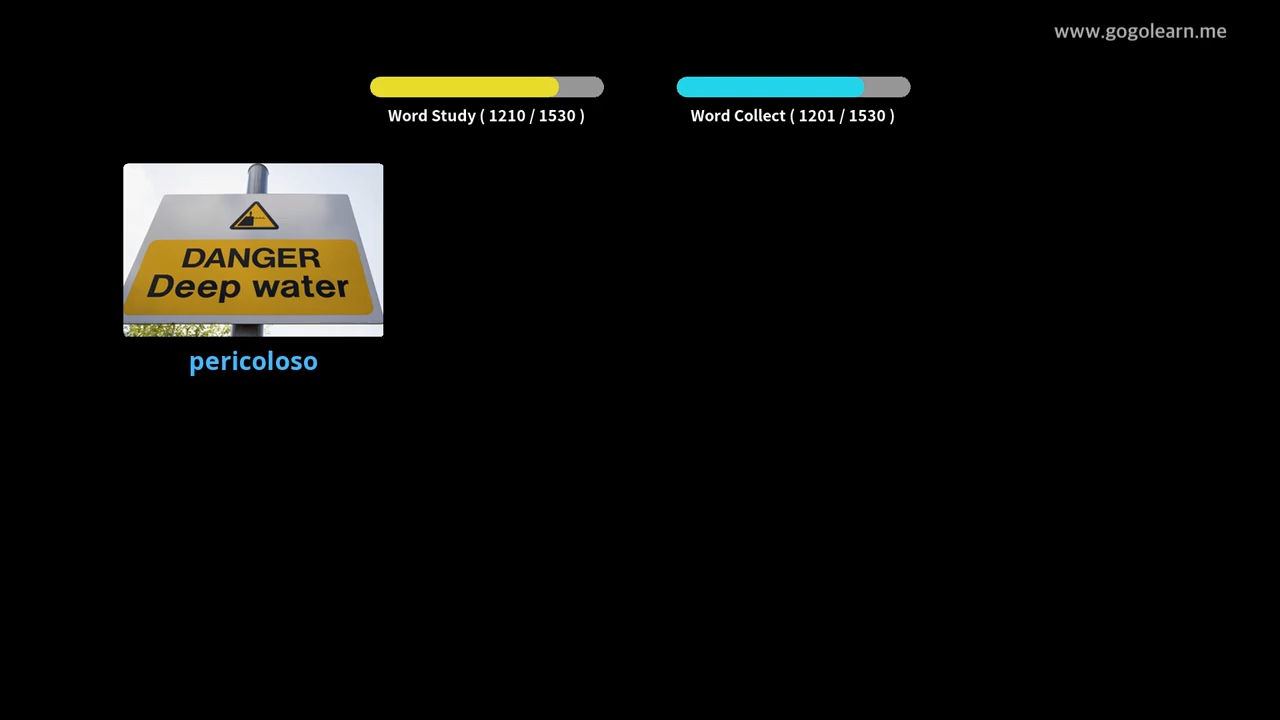 www.gogolearn.me
Word Study ( 1210 / 1530 )
Word Collect ( 1201 / 1530 )
DANGER
Deep water
pericoloso